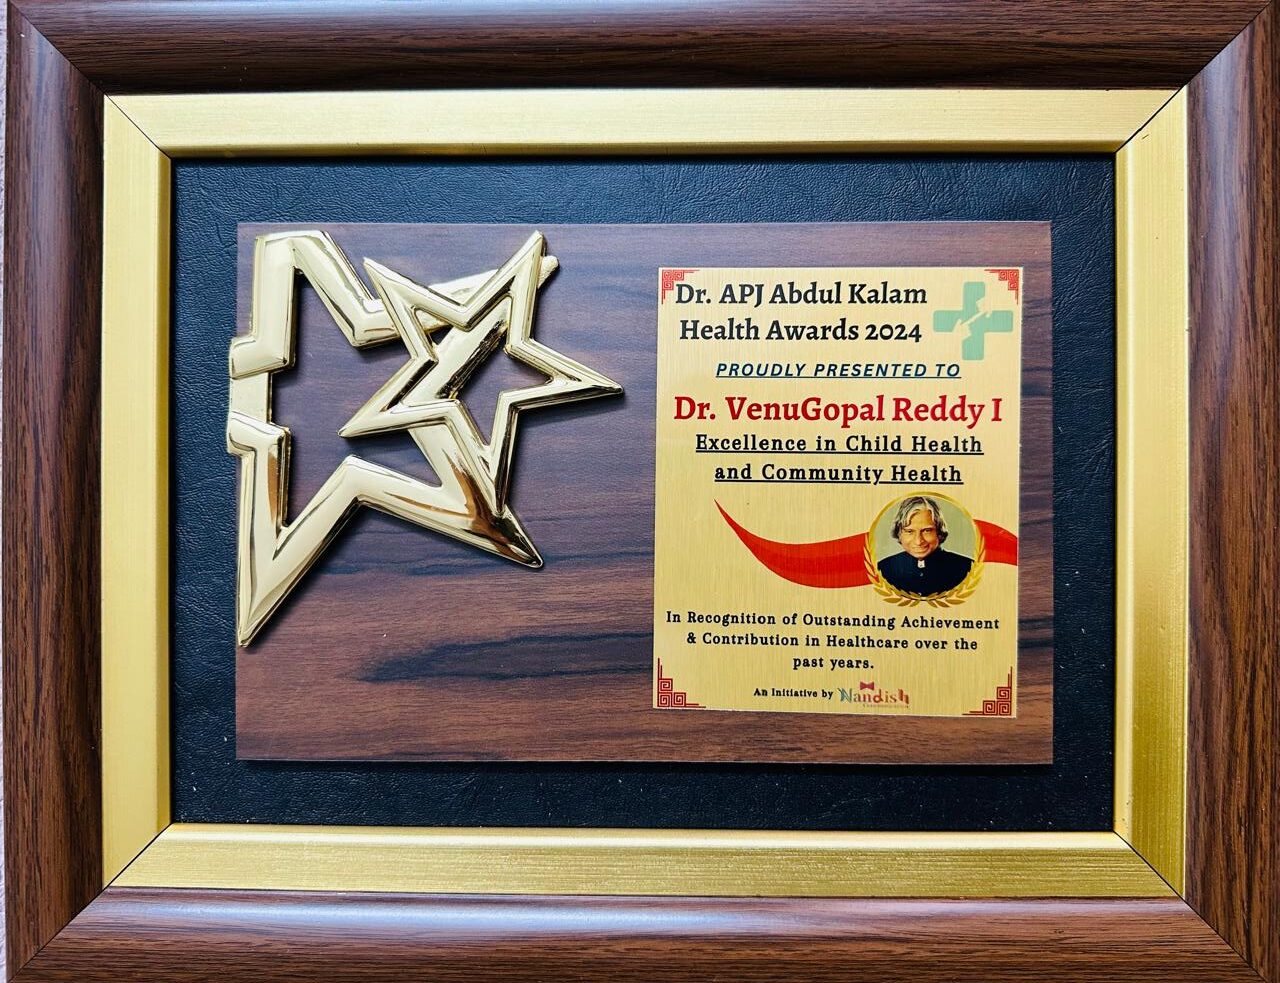 Dr. APJ Abdul Kalam
Health Awards 2024
PROUDLY PRESENTED TO
Dr. VenuGopal Reddy I
Excellence in Child Health
and Community Health
In Recognition of Outstanding Achievement
& Contribution in Healthcare over the
past years.
An Initiative by Nandish